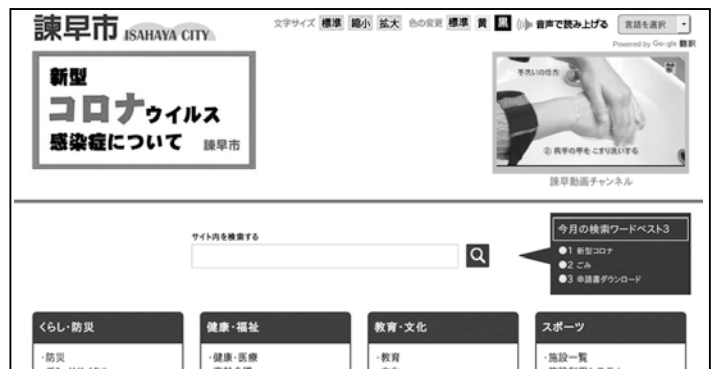 諫早市 ISAHAYA CITY
文字サイズ 標準 縮小 拡大 色の変更 標準 黄 黒 音声で読み上げる 言語を選択
Powered by Google 翻訳
新型
コロナウイルス
感染症について 諫早市
手洗いの仕方
② 両手の甲をこすり洗いする
諫早動画チャンネル
サイト内を検索する
今月の検索ワードベスト3
●1 新型コロナ
●2 ごみ
●3 申請書ダウンロード
くらし・防災 健康・福祉 教育・文化 スポーツ
・防災 ・健康・医療 ・教育 ・施設一覧